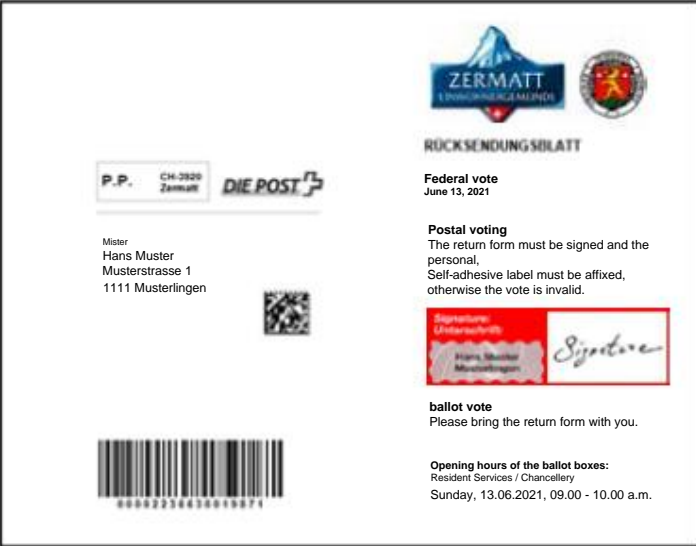 P.P.
CH-3920
Zermatt
DIE POST
Mister
Hans Muster
Musterstrasse 1
1111 Musterlingen
ZERMATT
EINWOHNERGEMEINDE
RÜCKSENDUNGSBLATT
Federal vote
June 13, 2021
Postal voting
The return form must be signed and the
personal,
Self-adhesive label must be affixed,
otherwise the vote is invalid.
Signature:
Unterschrift:
Hans Muster
Musterlingen
Signature
ballot vote
Please bring the return form with you.
Opening hours of the ballot boxes:
Resident Services / Chancellery
Sunday, 13.06.2021, 09.00 - 10.00 a.m.